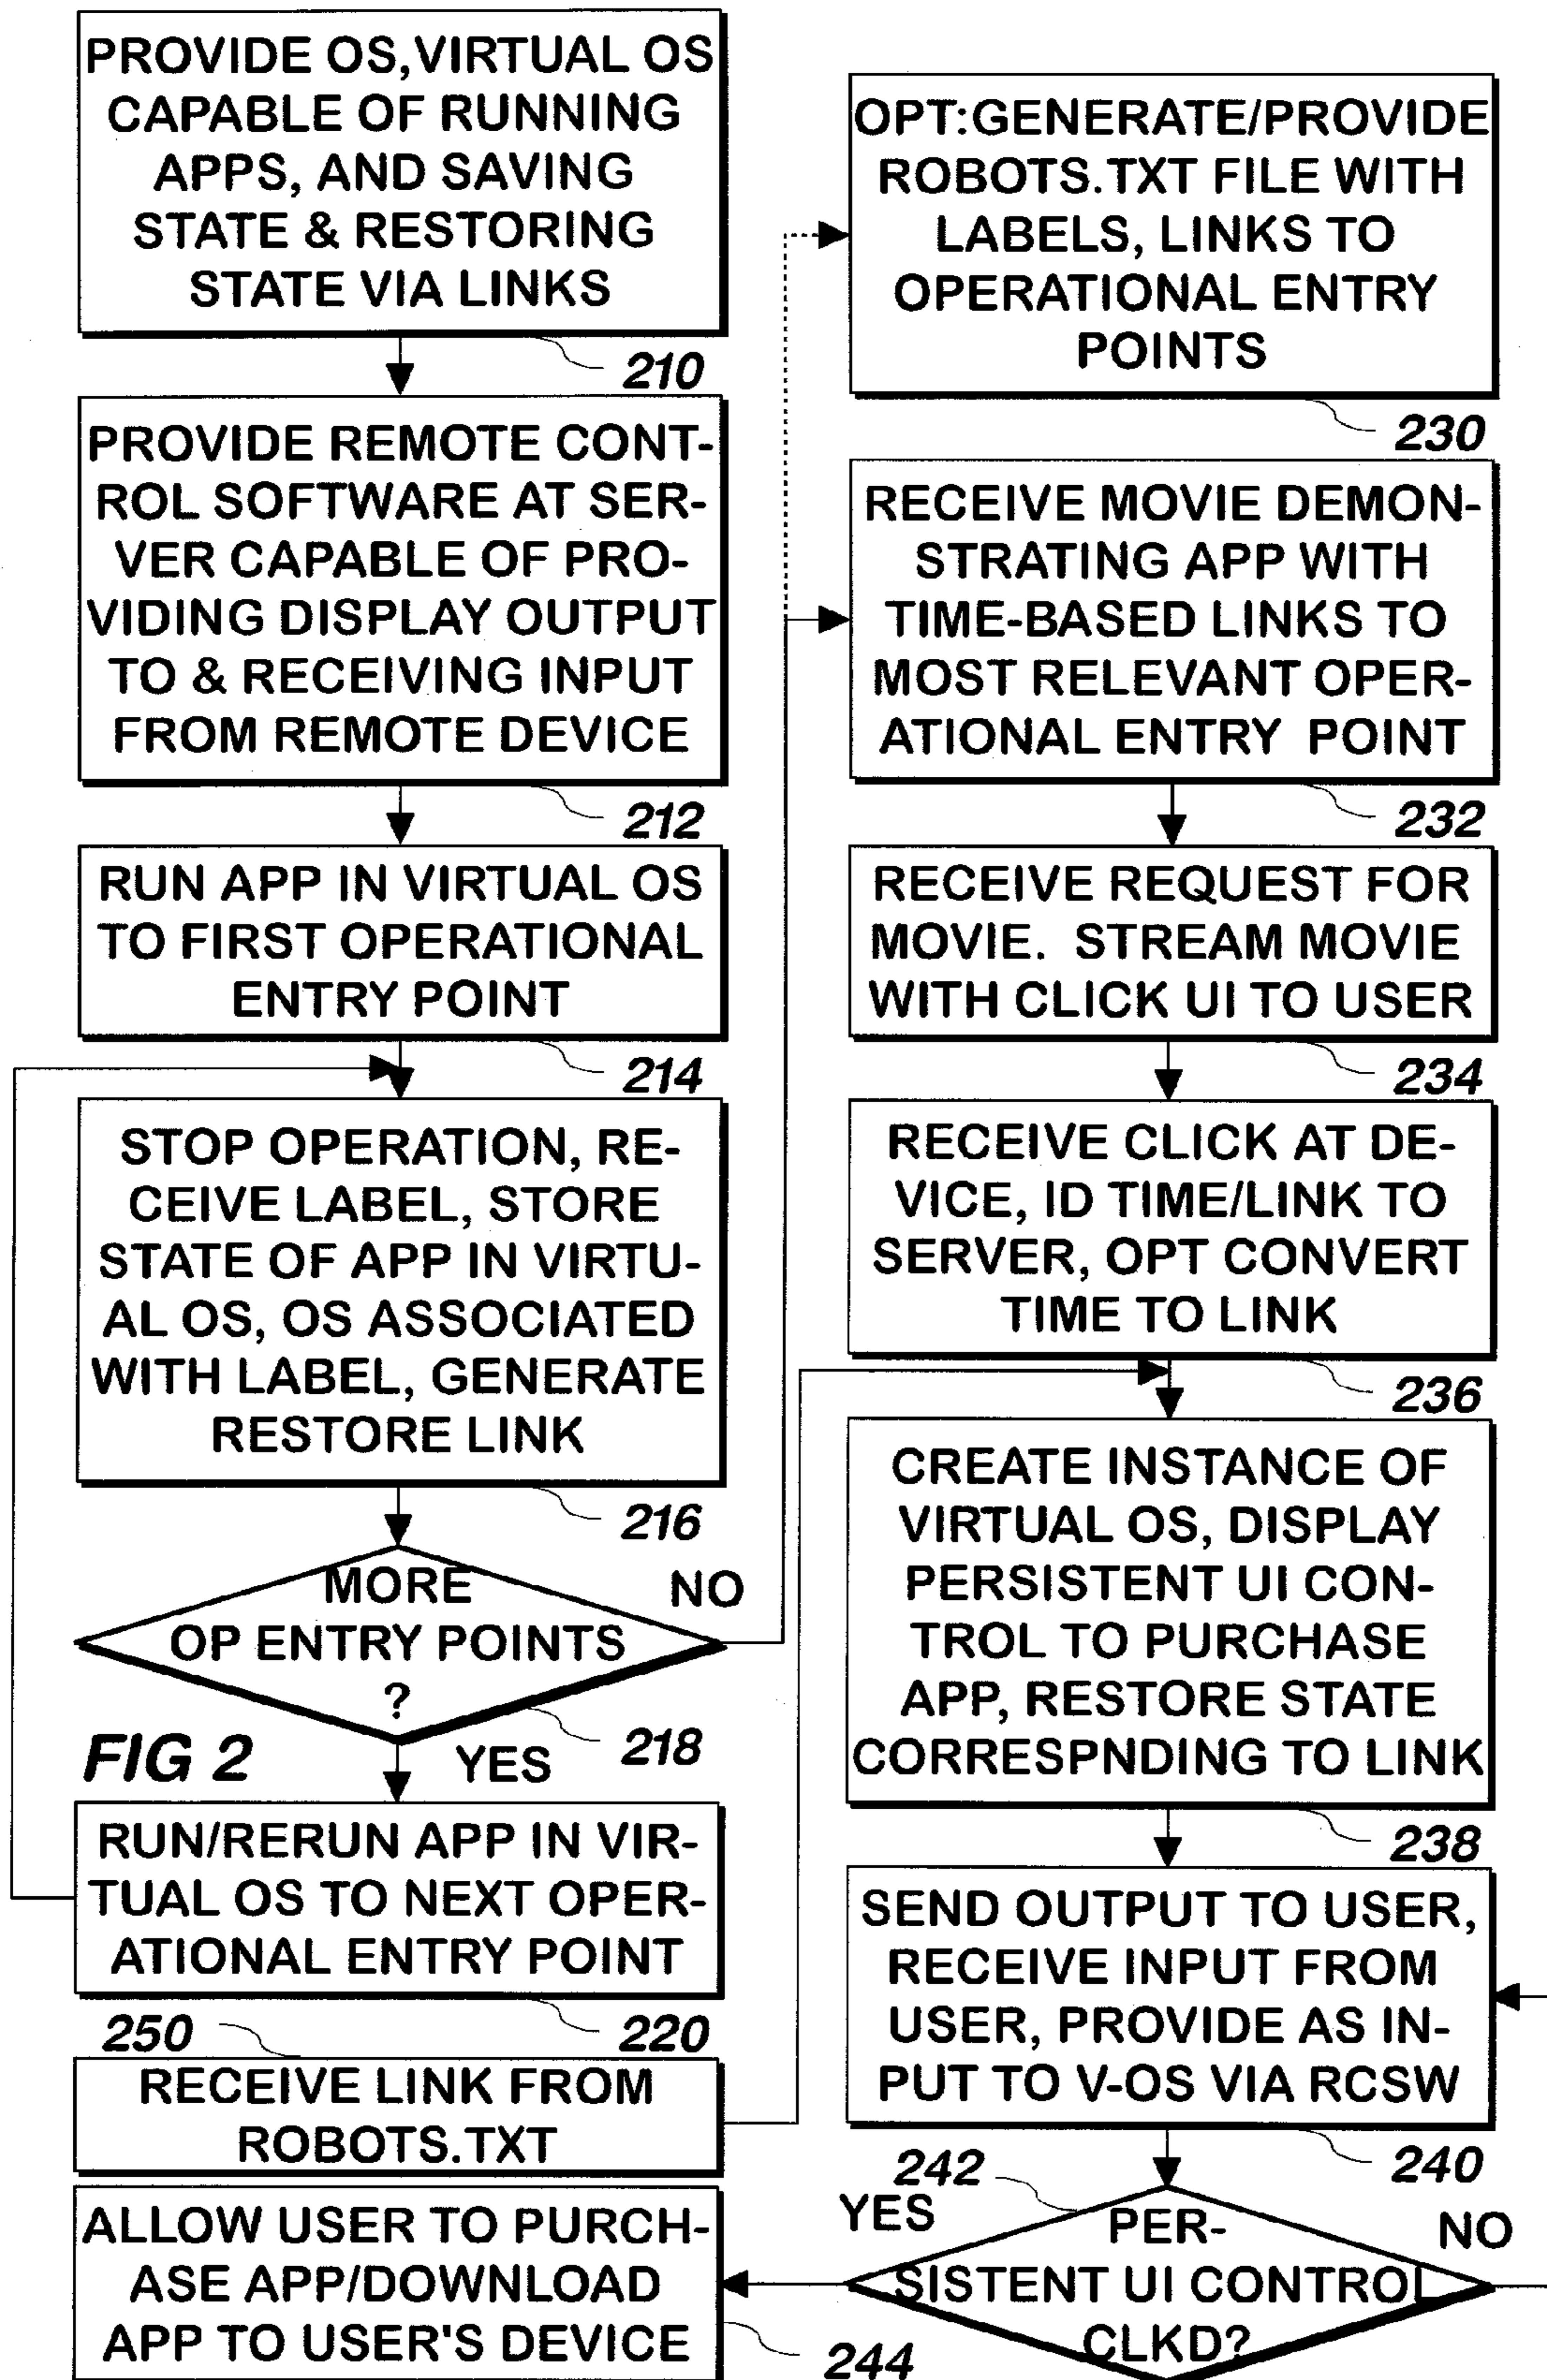 PROVIDE OS,VIRTUAL OS
CAPABLE OF RUNNING
APPS, AND SAVING
STATE & RESTORING
STATE VIA LINKS
210
PROVIDE REMOTE CONT-
ROL SOFTWARE AT SER-
VER CAPABLE OF PRO-
VIDING DISPLAY OUTPUT
TO & RECEIVING INPUT
FROM REMOTE DEVICE
212
RUN APP IN VIRTUAL OS
TO FIRST OPERATIONAL
ENTRY POINT
214
STOP OPERATION, RE-
CEIVE LABEL, STORE
STATE OF APP IN VIRTU-
AL OS, OS ASSOCIATED
WITH LABEL, GENERATE
RESTORE LINK
216
MORE
OP ENTRY POINTS
?
NO
218
YES
FIG 2
RUN/RERUN APP IN VIR-
TUAL OS TO NEXT OPER-
ATIONAL ENTRY POINT
220
250
RECEIVE LINK FROM
ROBOTS.TXT
OPT:GENERATE/PROVIDE
ROBOTS.TXT FILE WITH
LABELS, LINKS TO
OPERATIONAL ENTRY
POINTS
230
RECEIVE MOVIE DEMON-
STRATING APP WITH
TIME-BASED LINKS TO
MOST RELEVANT OPER-
ATIONAL ENTRY POINT
232
RECEIVE REQUEST FOR
MOVIE. STREAM MOVIE
WITH CLICK UI TO USER
234
RECEIVE CLICK AT DE-
VICE, ID TIME/LINK TO
SERVER, OPT CONVERT
TIME TO LINK
236
CREATE INSTANCE OF
VIRTUAL OS, DISPLAY
PERSISTENT UI CON-
TROL TO PURCHASE
APP, RESTORE STATE
CORRESPNDING TO LINK
238
SEND OUTPUT TO USER,
RECEIVE INPUT FROM
USER, PROVIDE AS IN-
PUT TO V-OS VIA RCSW
240
242
YES
PER-
SISTENT UI CONTROL
CLKD?
NO
ALLOW USER TO PURCH-
ASE APP/DOWNLOAD
APP TO USER'S DEVICE
244